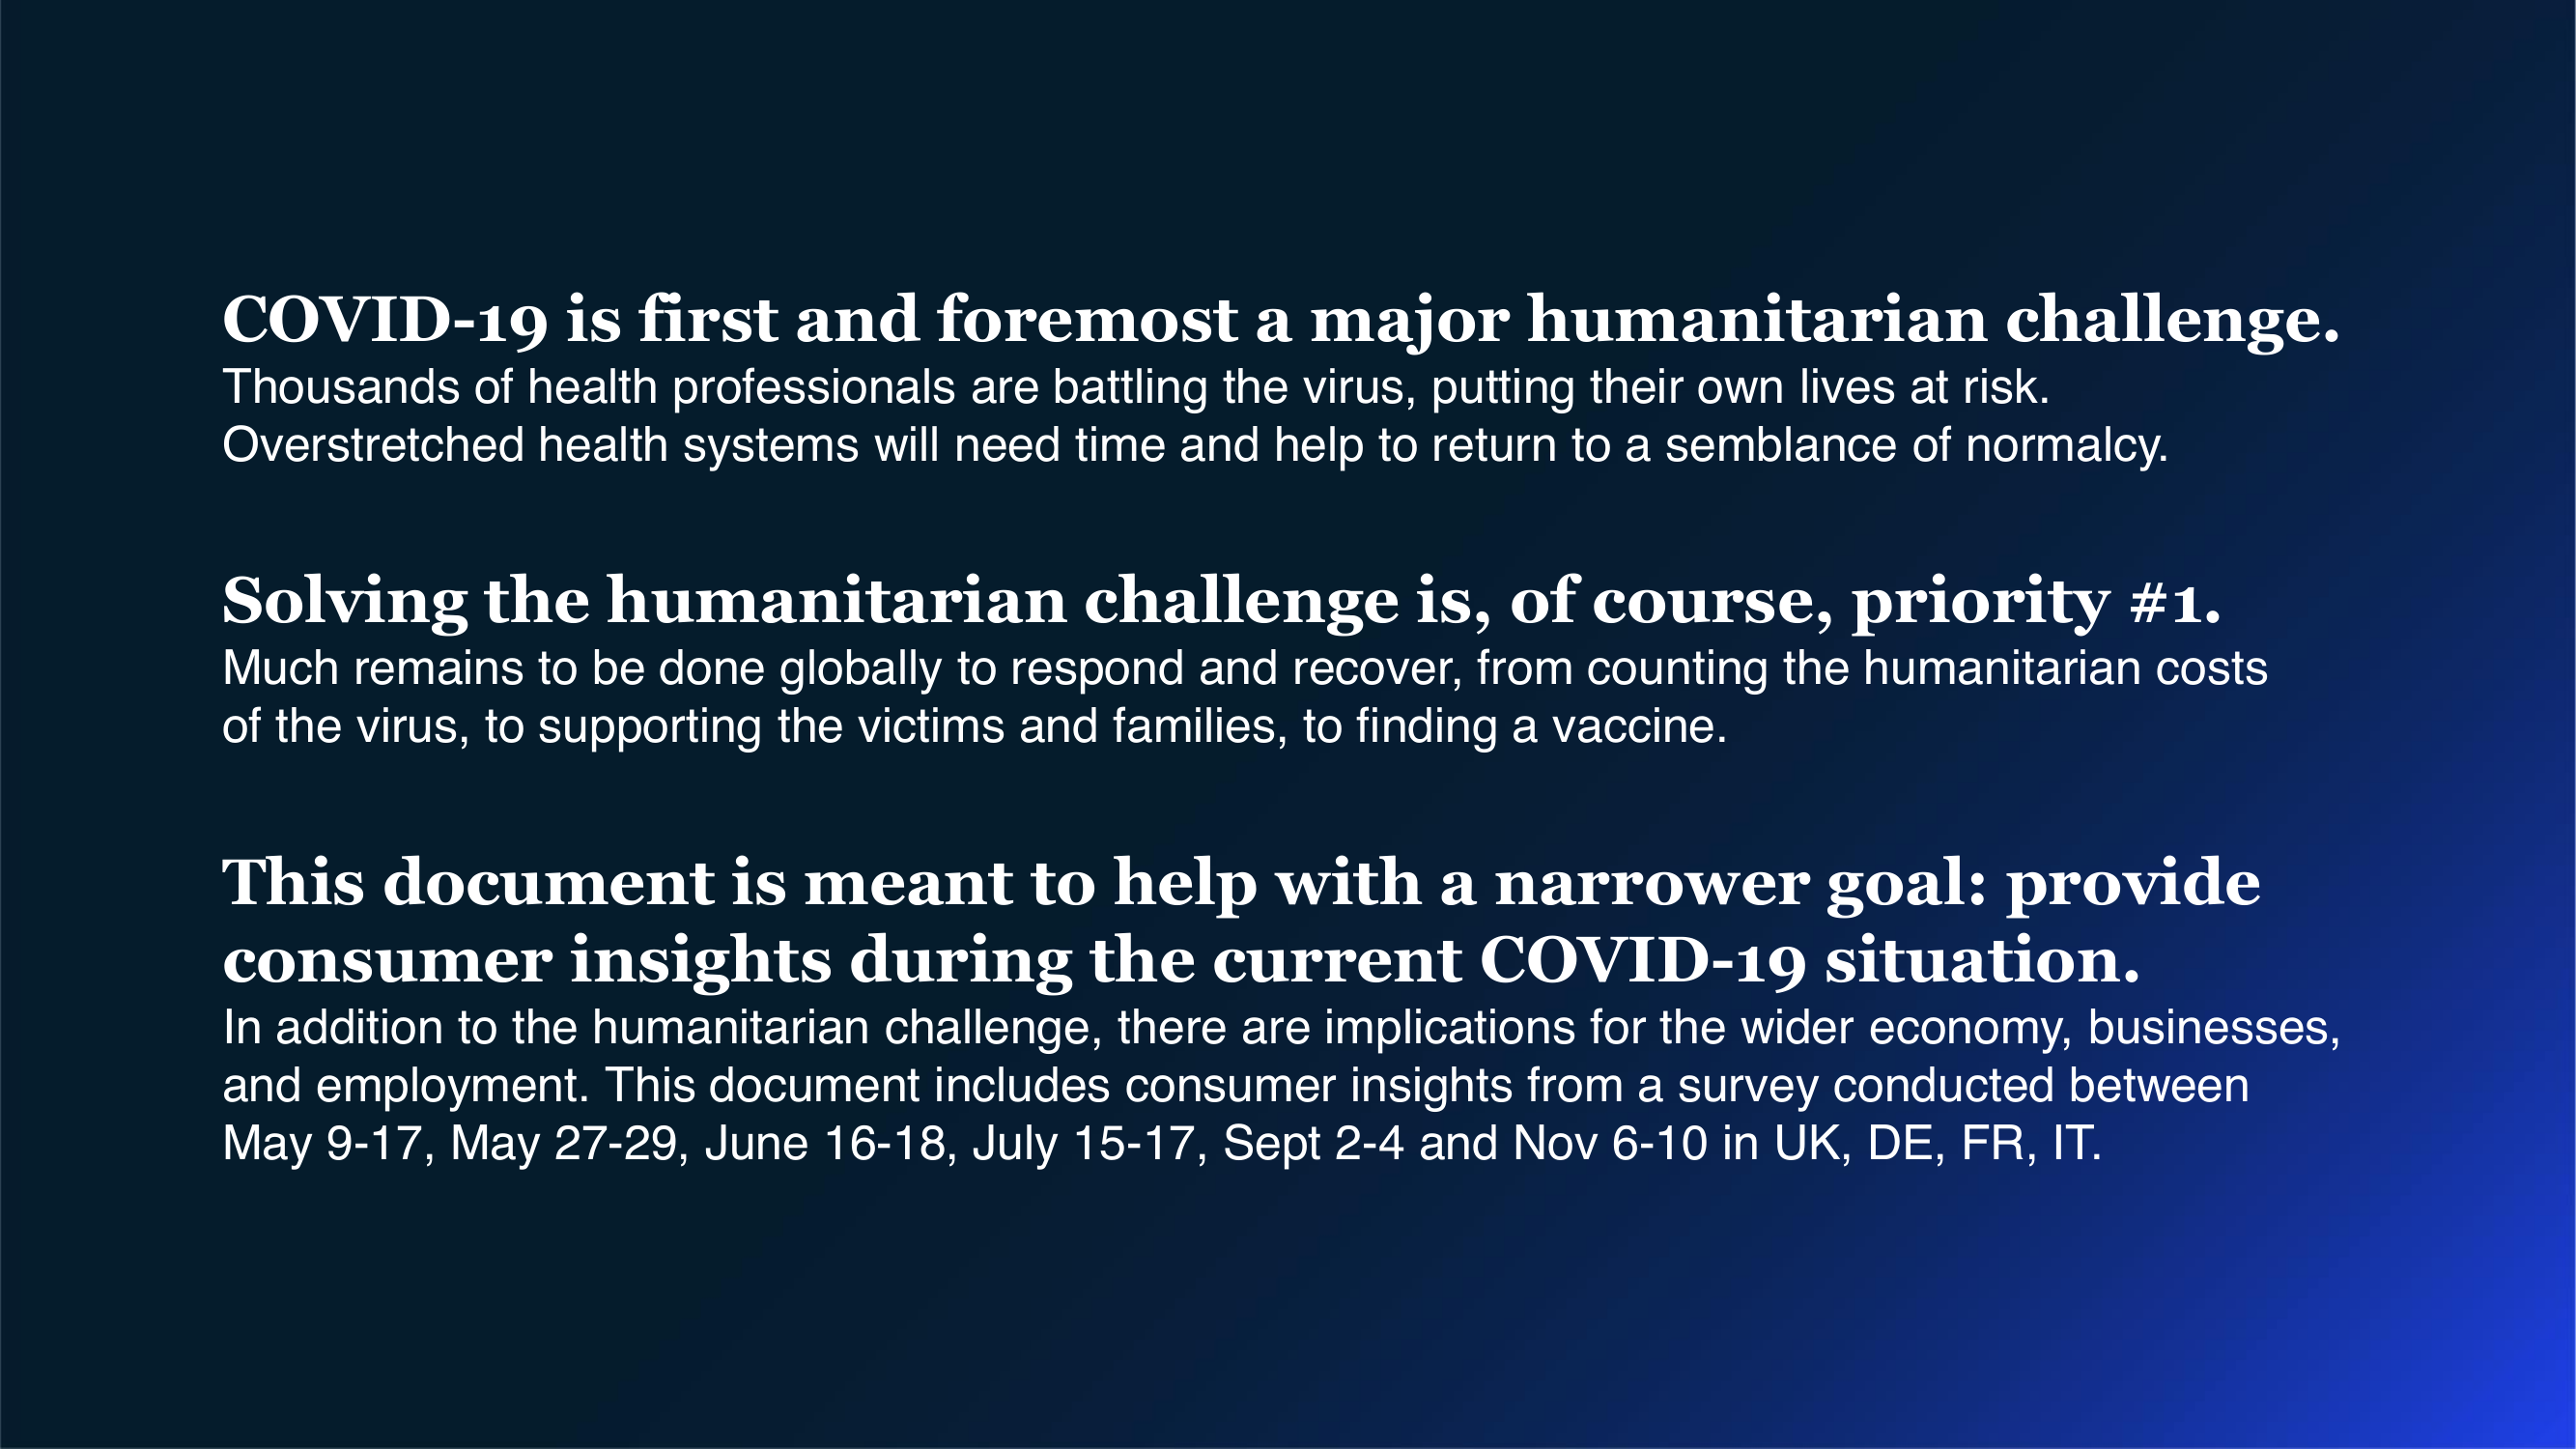 COVID-19 is first and foremost a major humanitarian challenge.
Thousands of health professionals are battling the virus, putting their own lives at risk.
Overstretched health systems will need time and help to return to a semblance of normalcy.
Solving the humanitarian challenge is, of course, priority #1.
Much remains to be done globally to respond and recover, from counting the humanitarian costs
of the virus, to supporting the victims and families, to finding a vaccine.
This document is meant to help with a narrower goal: provide
consumer insights during the current COVID-19 situation.
In addition to the humanitarian challenge, there are implications for the wider economy, businesses,
and employment. This document includes consumer insights from a survey conducted between
May 9-17, May 27-29, June 16-18, July 15-17, Sept 2-4 and Nov 6-10 in UK, DE, FR, IT.